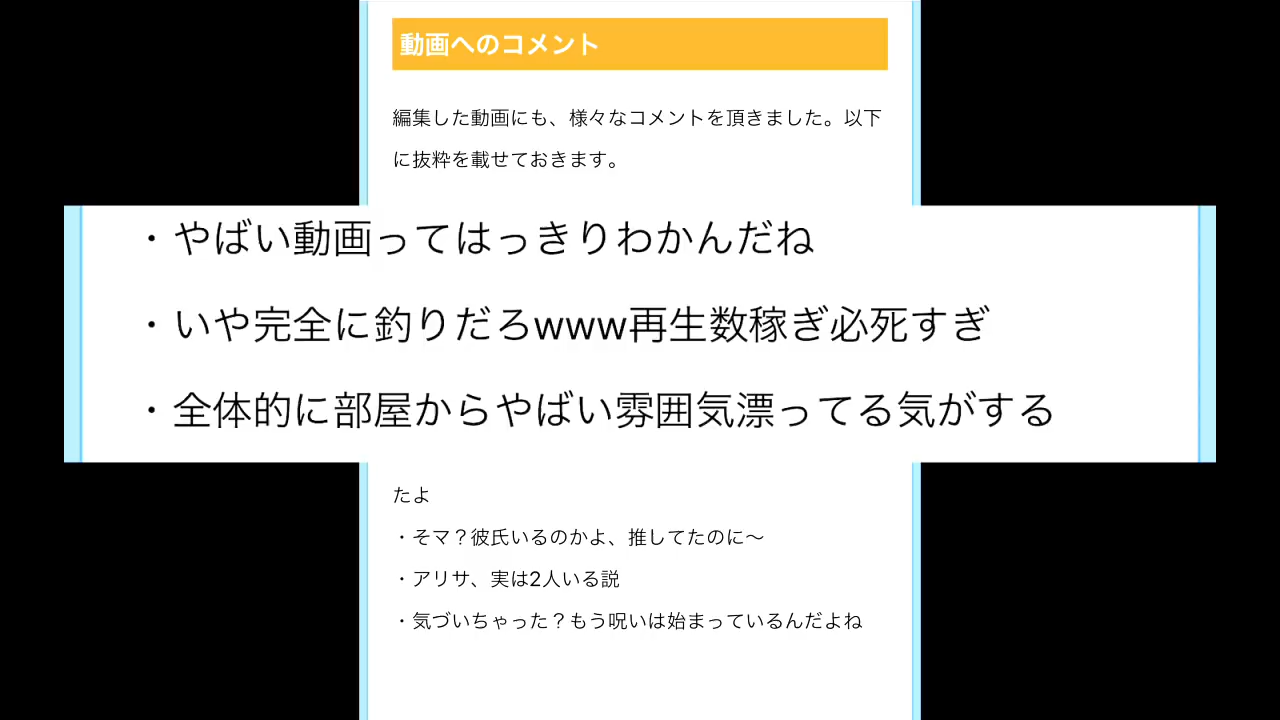 動画へのコメント
編集した動画にも、様々なコメントを頂きました。以下
に抜粋を載せておきます。
・やばい動画ってはっきりわかんだね
・いや完全に釣りだろwww再生数稼ぎ必死すぎ
・全体的に部屋からやばい雰囲気漂ってる気がする
たよ
・そマ？彼氏いるのかよ、推してたのに〜
・アリサ、実は2人いる説
・気づいちゃった？もう呪いは始まっているんだよね